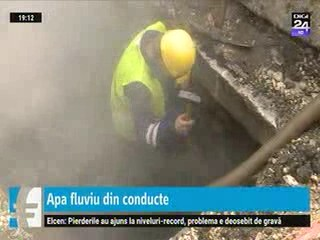 19:12
DIGI
24
HD
Apa fluviu din conducte
Elcen: Pierderile au ajuns la niveluri-record, problema e deosebit de gravă